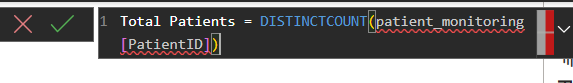 1 Total Patients = DISTINCTCOUNT(patient_monitoring
[PatientID])